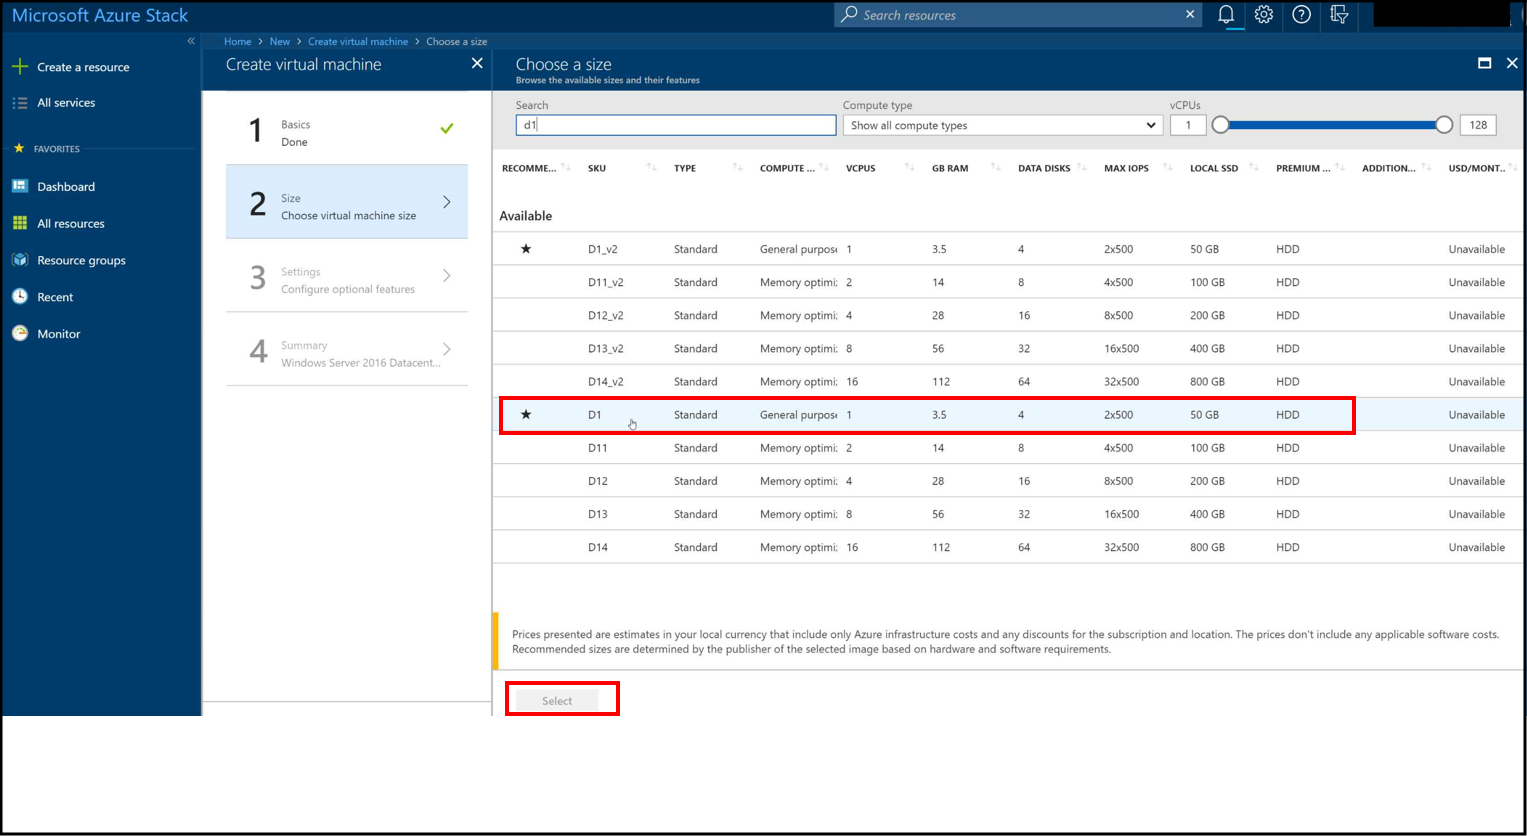 Microsoft Azure Stack
Search resources
Home > New > Create virtual machine > Choose a size
Create a resource
All services
FAVORITES
Dashboard
All resources
Resource groups
Recent
Monitor
Create virtual machine
1 Basics
Done
2 Size
Choose virtual machine size
3 Settings
Configure optional features
4 Summary
Windows Server 2016 Datacent...
Choose a size
Browse the available sizes and their features
Search Compute type vCPUs
d1 Show all compute types 1 128
RECOMME... SKU TYPE COMPUTE ... VCPUS GB RAM DATA DISKS MAX IOPS LOCAL SSD PREMIUM ... ADDITION... USD/MONT...
Available
★ D1_v2 Standard General purpose 1 3.5 4 2x500 50 GB HDD Unavailable
D11_v2 Standard Memory optimi: 2 14 8 4x500 100 GB HDD Unavailable
D12_v2 Standard Memory optimi: 4 28 16 8x500 200 GB HDD Unavailable
D13_v2 Standard Memory optimi: 8 56 32 16x500 400 GB HDD Unavailable
D14_v2 Standard Memory optimi: 16 112 64 32x500 800 GB HDD Unavailable
★ D1 Standard General purpose 1 3.5 4 2x500 50 GB HDD Unavailable
D11 Standard Memory optimi: 2 14 8 4x500 100 GB HDD Unavailable
D12 Standard Memory optimi: 4 28 16 8x500 200 GB HDD Unavailable
D13 Standard Memory optimi: 8 56 32 16x500 400 GB HDD Unavailable
D14 Standard Memory optimi: 16 112 64 32x500 800 GB HDD Unavailable
Prices presented are estimates in your local currency that include only Azure infrastructure costs and any discounts for the subscription and location. The prices don't include any applicable software costs.
Recommended sizes are determined by the publisher of the selected image based on hardware and software requirements.
Select